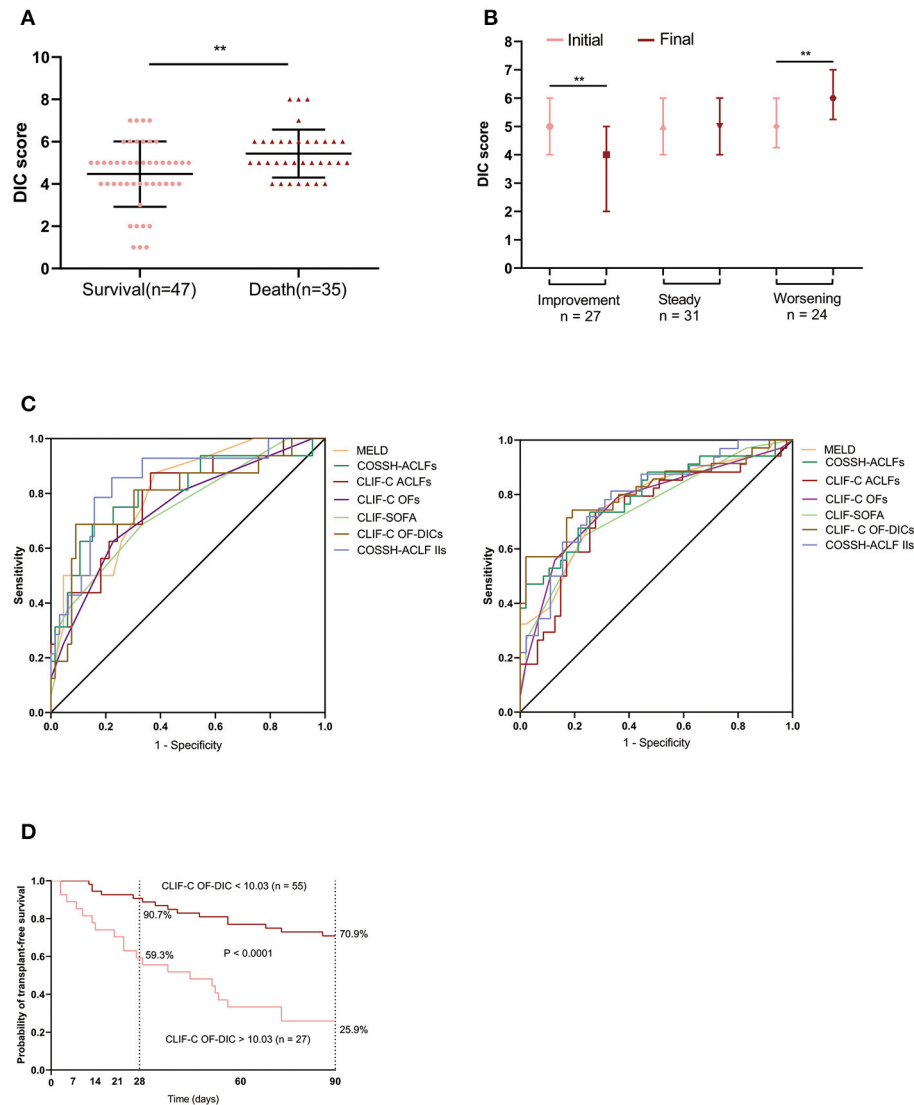 A
**
10
8
6
4
2
0
DIC score
Survival(n=47)
Death(n=35)
B
Initial
Final
8
7
6
5
4
3
2
1
0
DIC score
**
**
Improvement
n = 27
Steady
n = 31
Worsening
n = 24
C
1.0
0.8
0.6
0.4
0.2
0.0
Sensitivity
0.0 0.2 0.4 0.6 0.8 1.0
1 - Specificity
MELD
COSSH-ACLFs
CLIF-C ACLFs
CLIF-C OFs
CLIF-SOFA
CLIF-C OF-DICs
COSSH-ACLF IIs
1.0
0.8
0.6
0.4
0.2
0.0
Sensitivity
0.0 0.2 0.4 0.6 0.8 1.0
1 - Specificity
MELD
COSSH-ACLFs
CLIF-C ACLFs
CLIF-C OFs
CLIF-SOFA
CLIF- C OF-DICs
COSSH-ACLF IIs
D
1.0
0.8
0.6
0.4
0.2
0.0
Probability of transplant-free survival
CLIF-C OF-DIC < 10.03 (n = 55)
90.7%
70.9%
59.3%
P < 0.0001
25.9%
CLIF-C OF-DIC > 10.03 (n = 27)
0 7 14 21 28 60 90
Time (days)